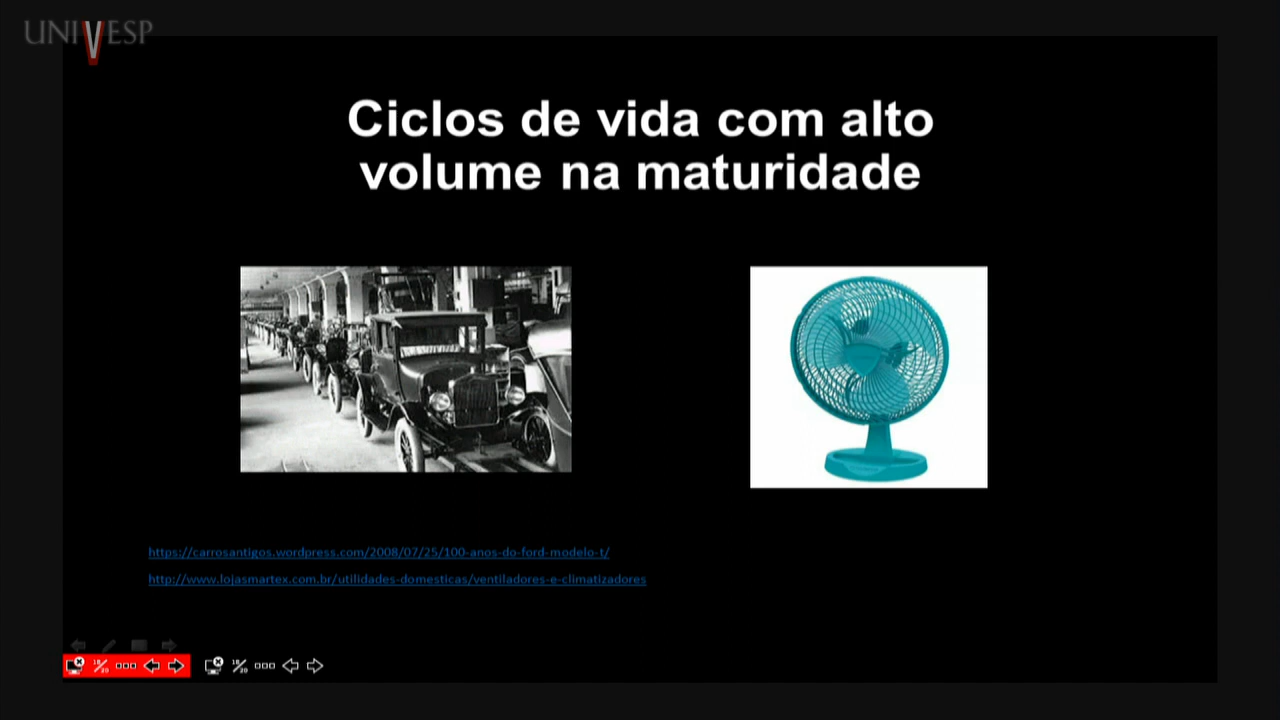 UNIVESP
Ciclos de vida com alto
volume na maturidade
https://carrosantigos.wordpress.com/2008/07/25/100-anos-do-ford-modelo-t/
http://www.lojasmartex.com.br/utilidades-domesticas/ventiladores-e-climatizadores